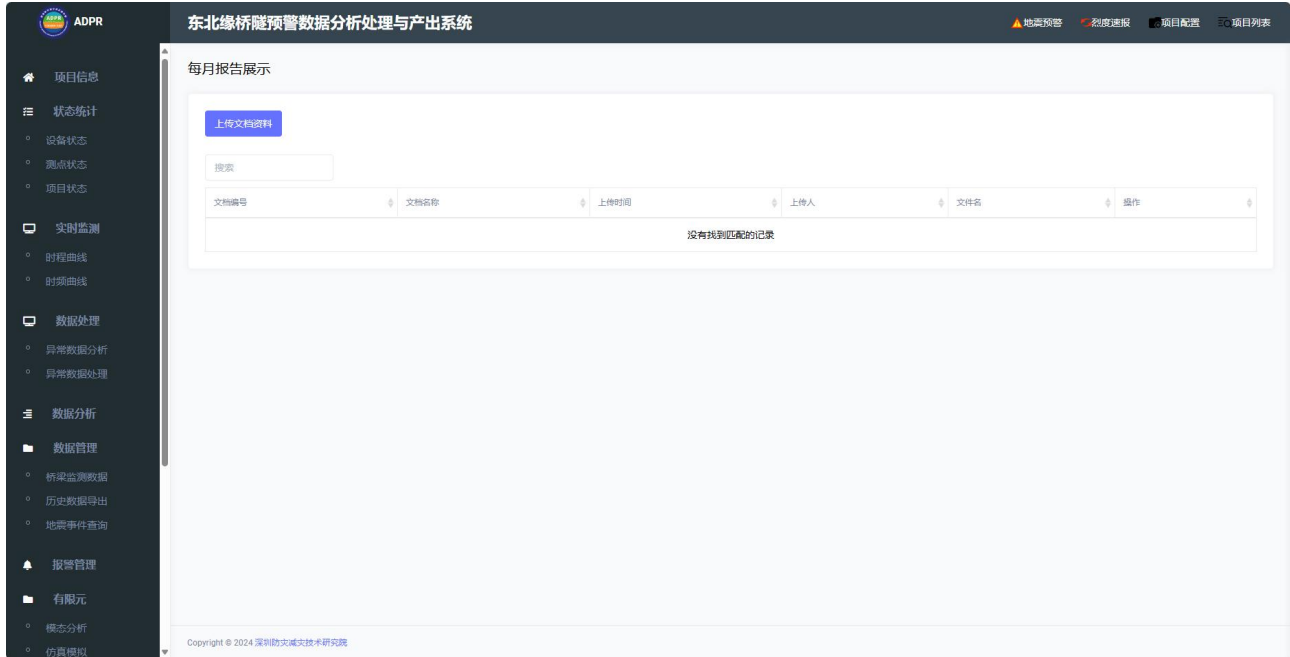 ADPR
东北缘桥隧预警数据分析处理与产出系统
地震预警 烈度速报 项目配置 项目列表
项目信息
状态统计
设备状态
测点状态
项目状态
实时监测
时程曲线
时频曲线
数据处理
异常数据分析
异常数据处理
数据分析
数据管理
桥梁监测数据
历史数据导出
地震事件查询
报警管理
有限元
模态分析
仿真模拟
每月报告展示
上传文档资料
搜索
文档编号 文档名称 上传时间 上传人 文件名 操作
没有找到匹配的记录
Copyright © 2024 深圳防灾减灾技术研究院